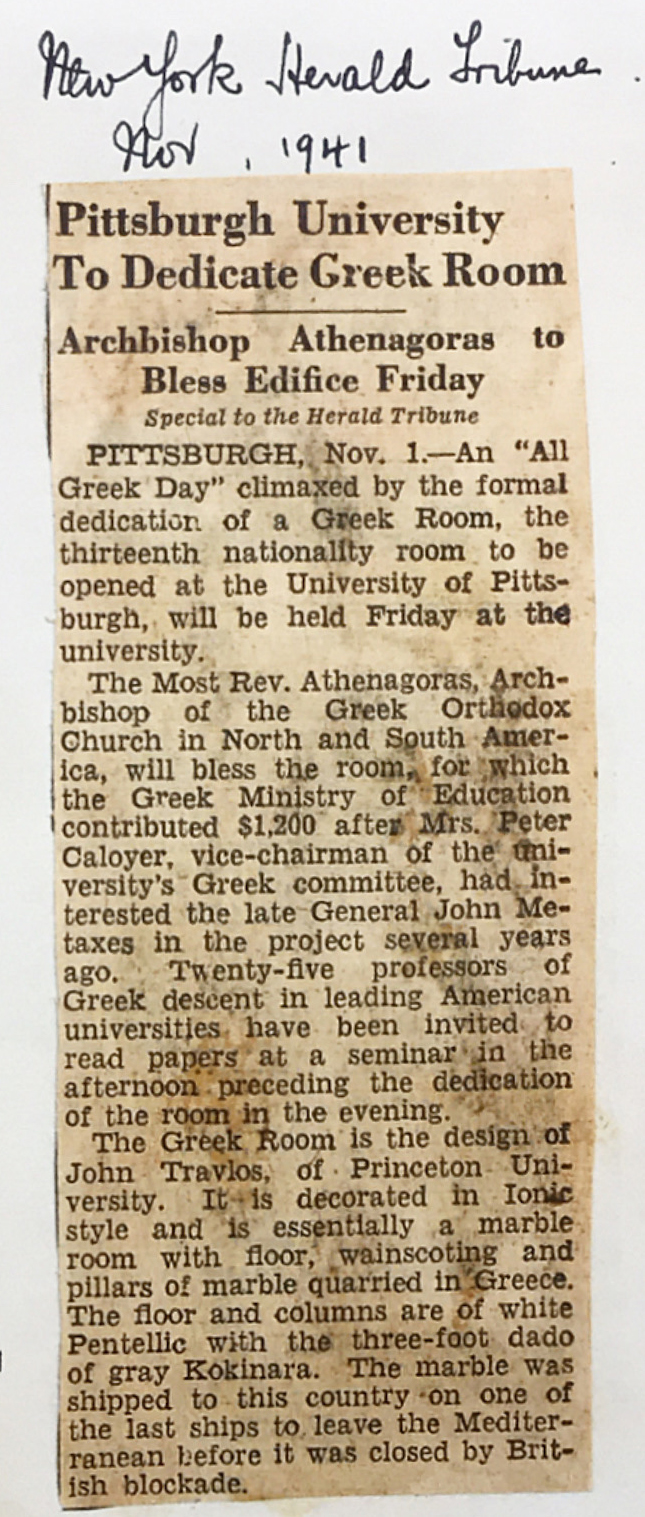 New York Herald Tribune.
Nov , 1941
Pittsburgh University
To Dedicate Greek Room
Archbishop Athenagoras to
Bless Edifice Friday
Special to the Herald Tribune
PITTSBURGH, Nov. 1.—An "All
Greek Day" climaxed by the formal
dedication of a Greek Room, the
thirteenth nationality room to be
opened at the University of Pitts-
burgh, will be held Friday at the
university.
The Most Rev. Athenagoras, Arch-
bishop of the Greek Orthodox
Church in North and South Amer-
ica, will bless the room, for which
the Greek Ministry of Education
contributed $1,200 after Mrs. Peter
Caloyer, vice-chairman of the uni-
versity's Greek committee, had in-
terested the late General John Me-
taxes in the project several years
ago. Twenty-five professors of
Greek descent in leading American
universities have been invited to
read papers at a seminar in the
afternoon preceding the dedication
of the room in the evening.
The Greek Room is the design of
John Travlos, of Princeton Uni-
versity. It is decorated in Ionic
style and is essentially a marble
room with floor, wainscoting and
pillars of marble quarried in Greece.
The floor and columns are of white
Pentellic with the three-foot dado
of gray Kokinara. The marble was
shipped to this country on one of
the last ships to leave the Mediter-
ranean before it was closed by Brit-
ish blockade.